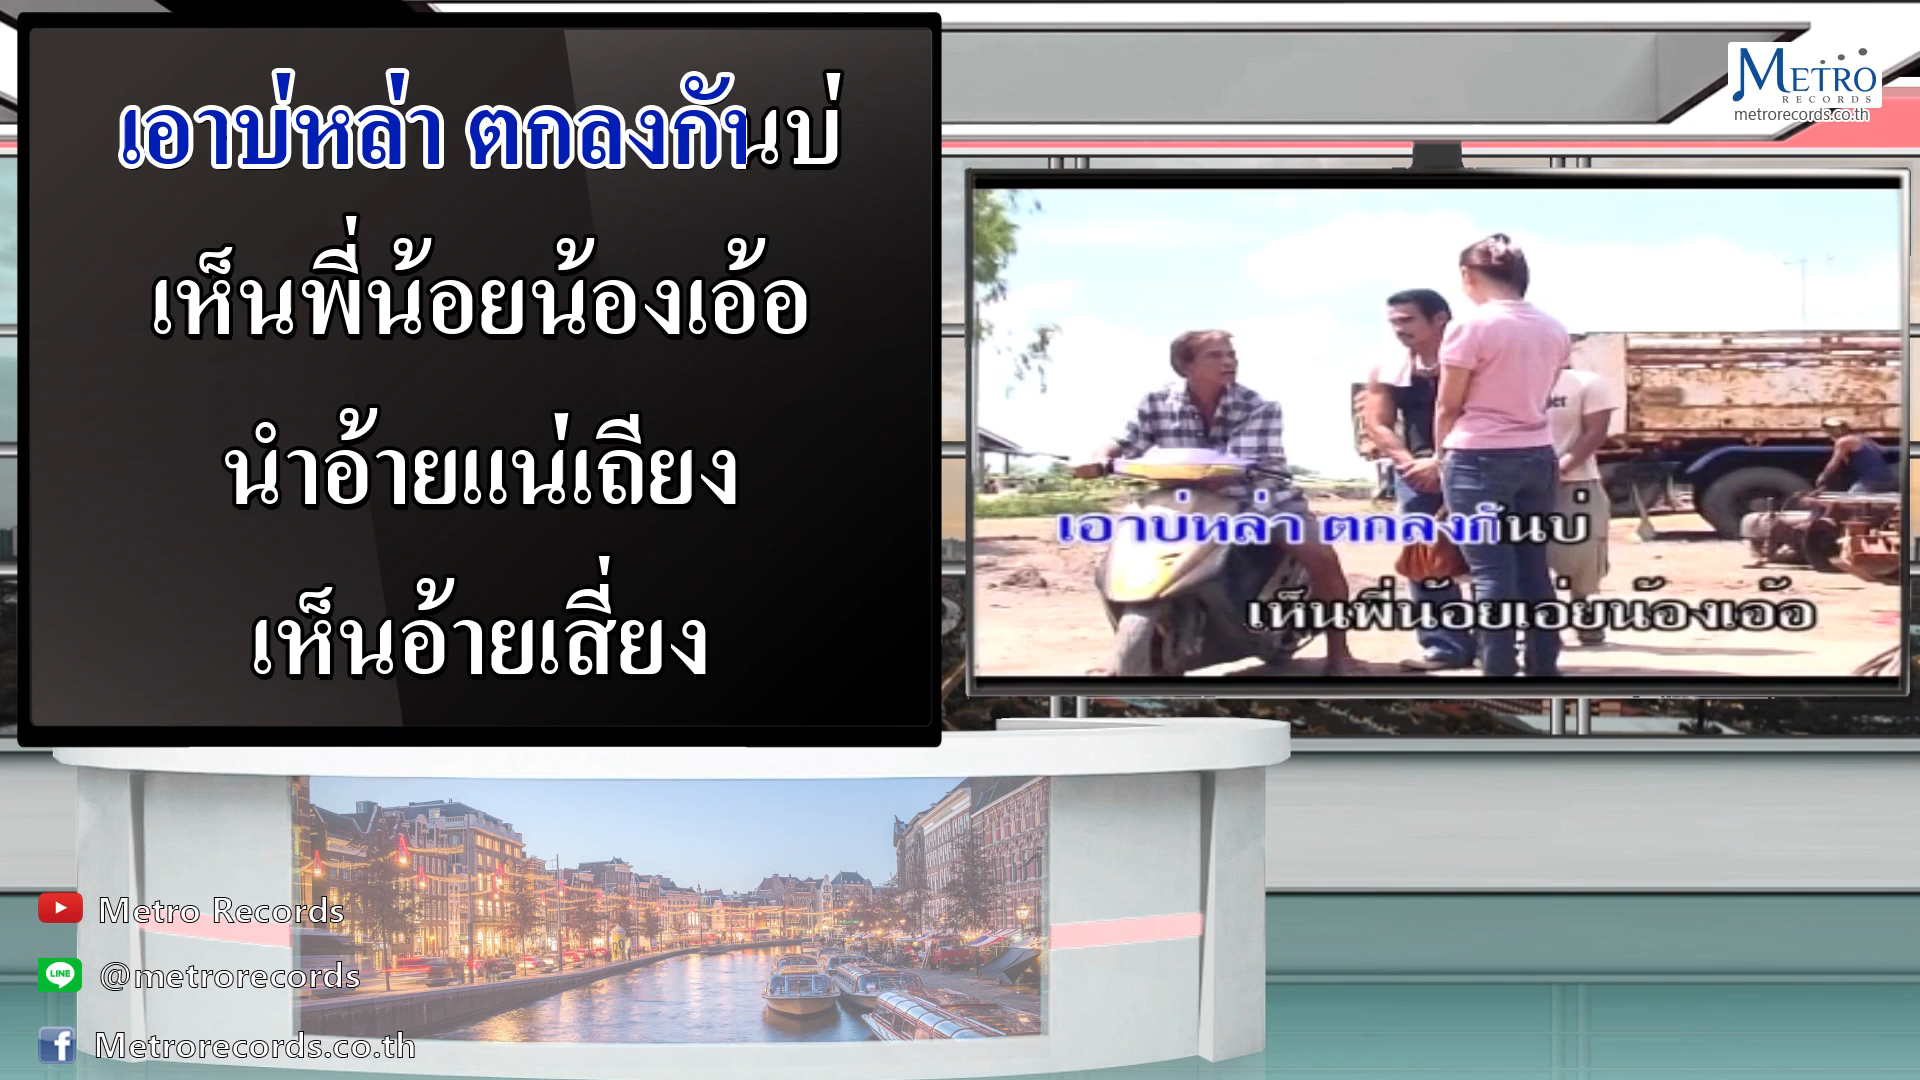 เอาบ่หล่า ตกลงกันบ่
เห็นพี่น้อยน้องเอ้อ
นำอ้ายแน่เถียง
เห็นอ้ายเสี่ยง
METRO
RECORDS
metrorecords.co.th
เอาบ่หล่า ตกลงกันบ่
เห็นพี่น้อยเอ่ยน้องเอ้อ
Metro Records
LINE
@metrorecords
f
Metrorecords.co.th